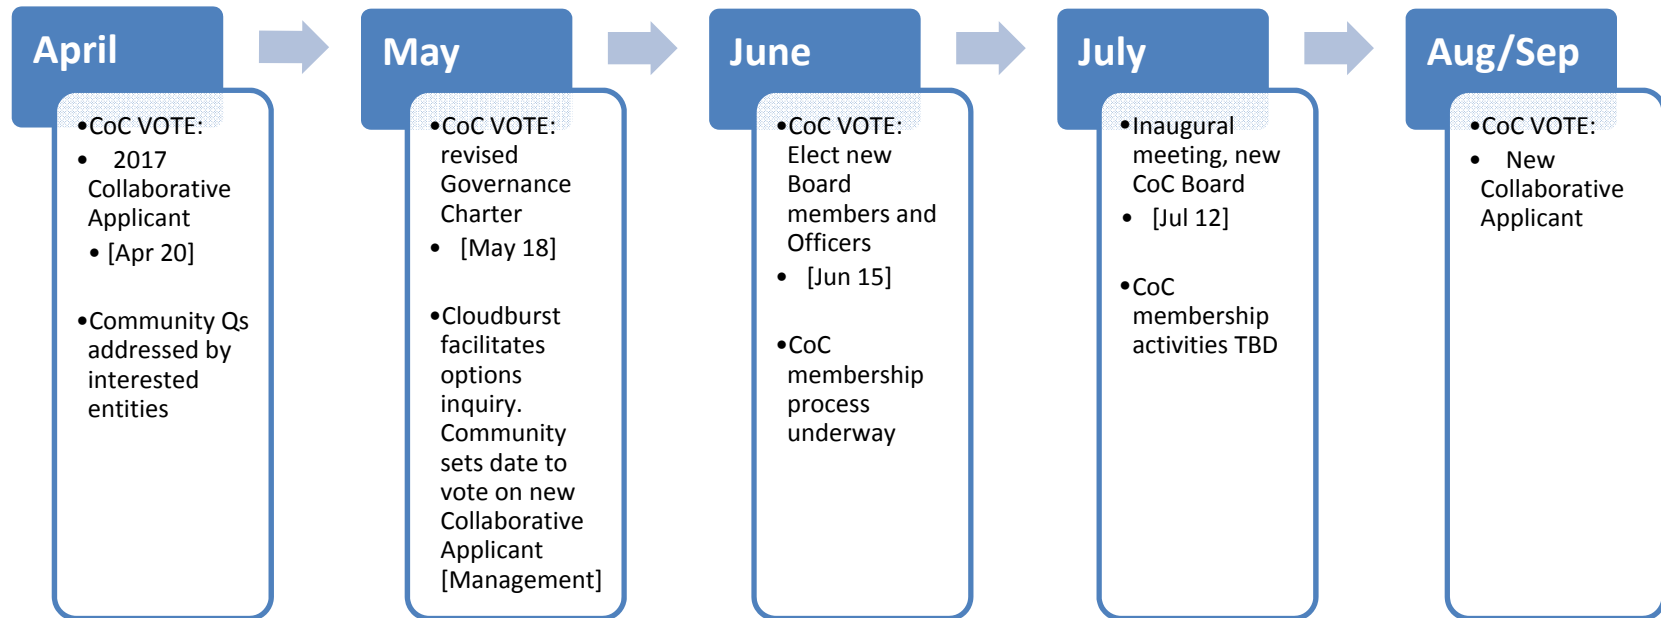 April
•CoC VOTE:
• 2017
Collaborative
Applicant
• [Apr 20]
•Community Qs
addressed by
interested
entities
May
•CoC VOTE:
revised
Governance
Charter
• [May 18]
•Cloudburst
facilitates
options
inquiry.
Community
sets date to
vote on new
Collaborative
Applicant
[Management]
June
•CoC VOTE:
Elect new
Board
members and
Officers
• [Jun 15]
•CoC
membership
process
underway
July
•Inaugural
meeting, new
CoC Board
• [Jul 12]
•CoC
membership
activities TBD
Aug/Sep
•CoC VOTE:
• New
Collaborative
Applicant